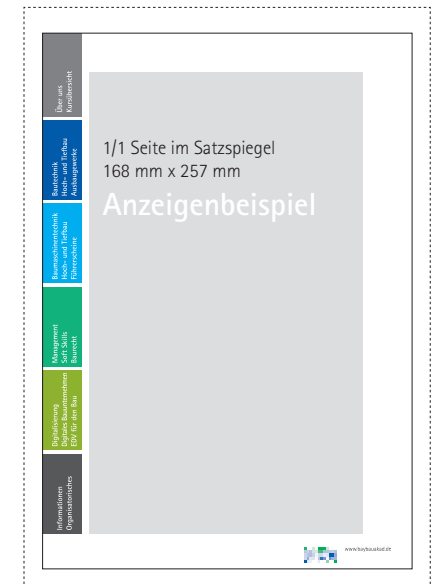 Über uns
Kursübersicht
Bautechnik
Hoch- und Tiefbau
Ausbaugewerke
Baumaschinentechnik
Hoch- und Tiefbau
Führerscheine
Management
Soft Skills
Baurecht
Digitalisierung
Digitales Bauunternehmen
EDV für den Bau
Informationen
Organisatorisches
1/1 Seite im Satzspiegel
168 mm x 257 mm
Anzeigenbeispiel
www.baybauakad.de